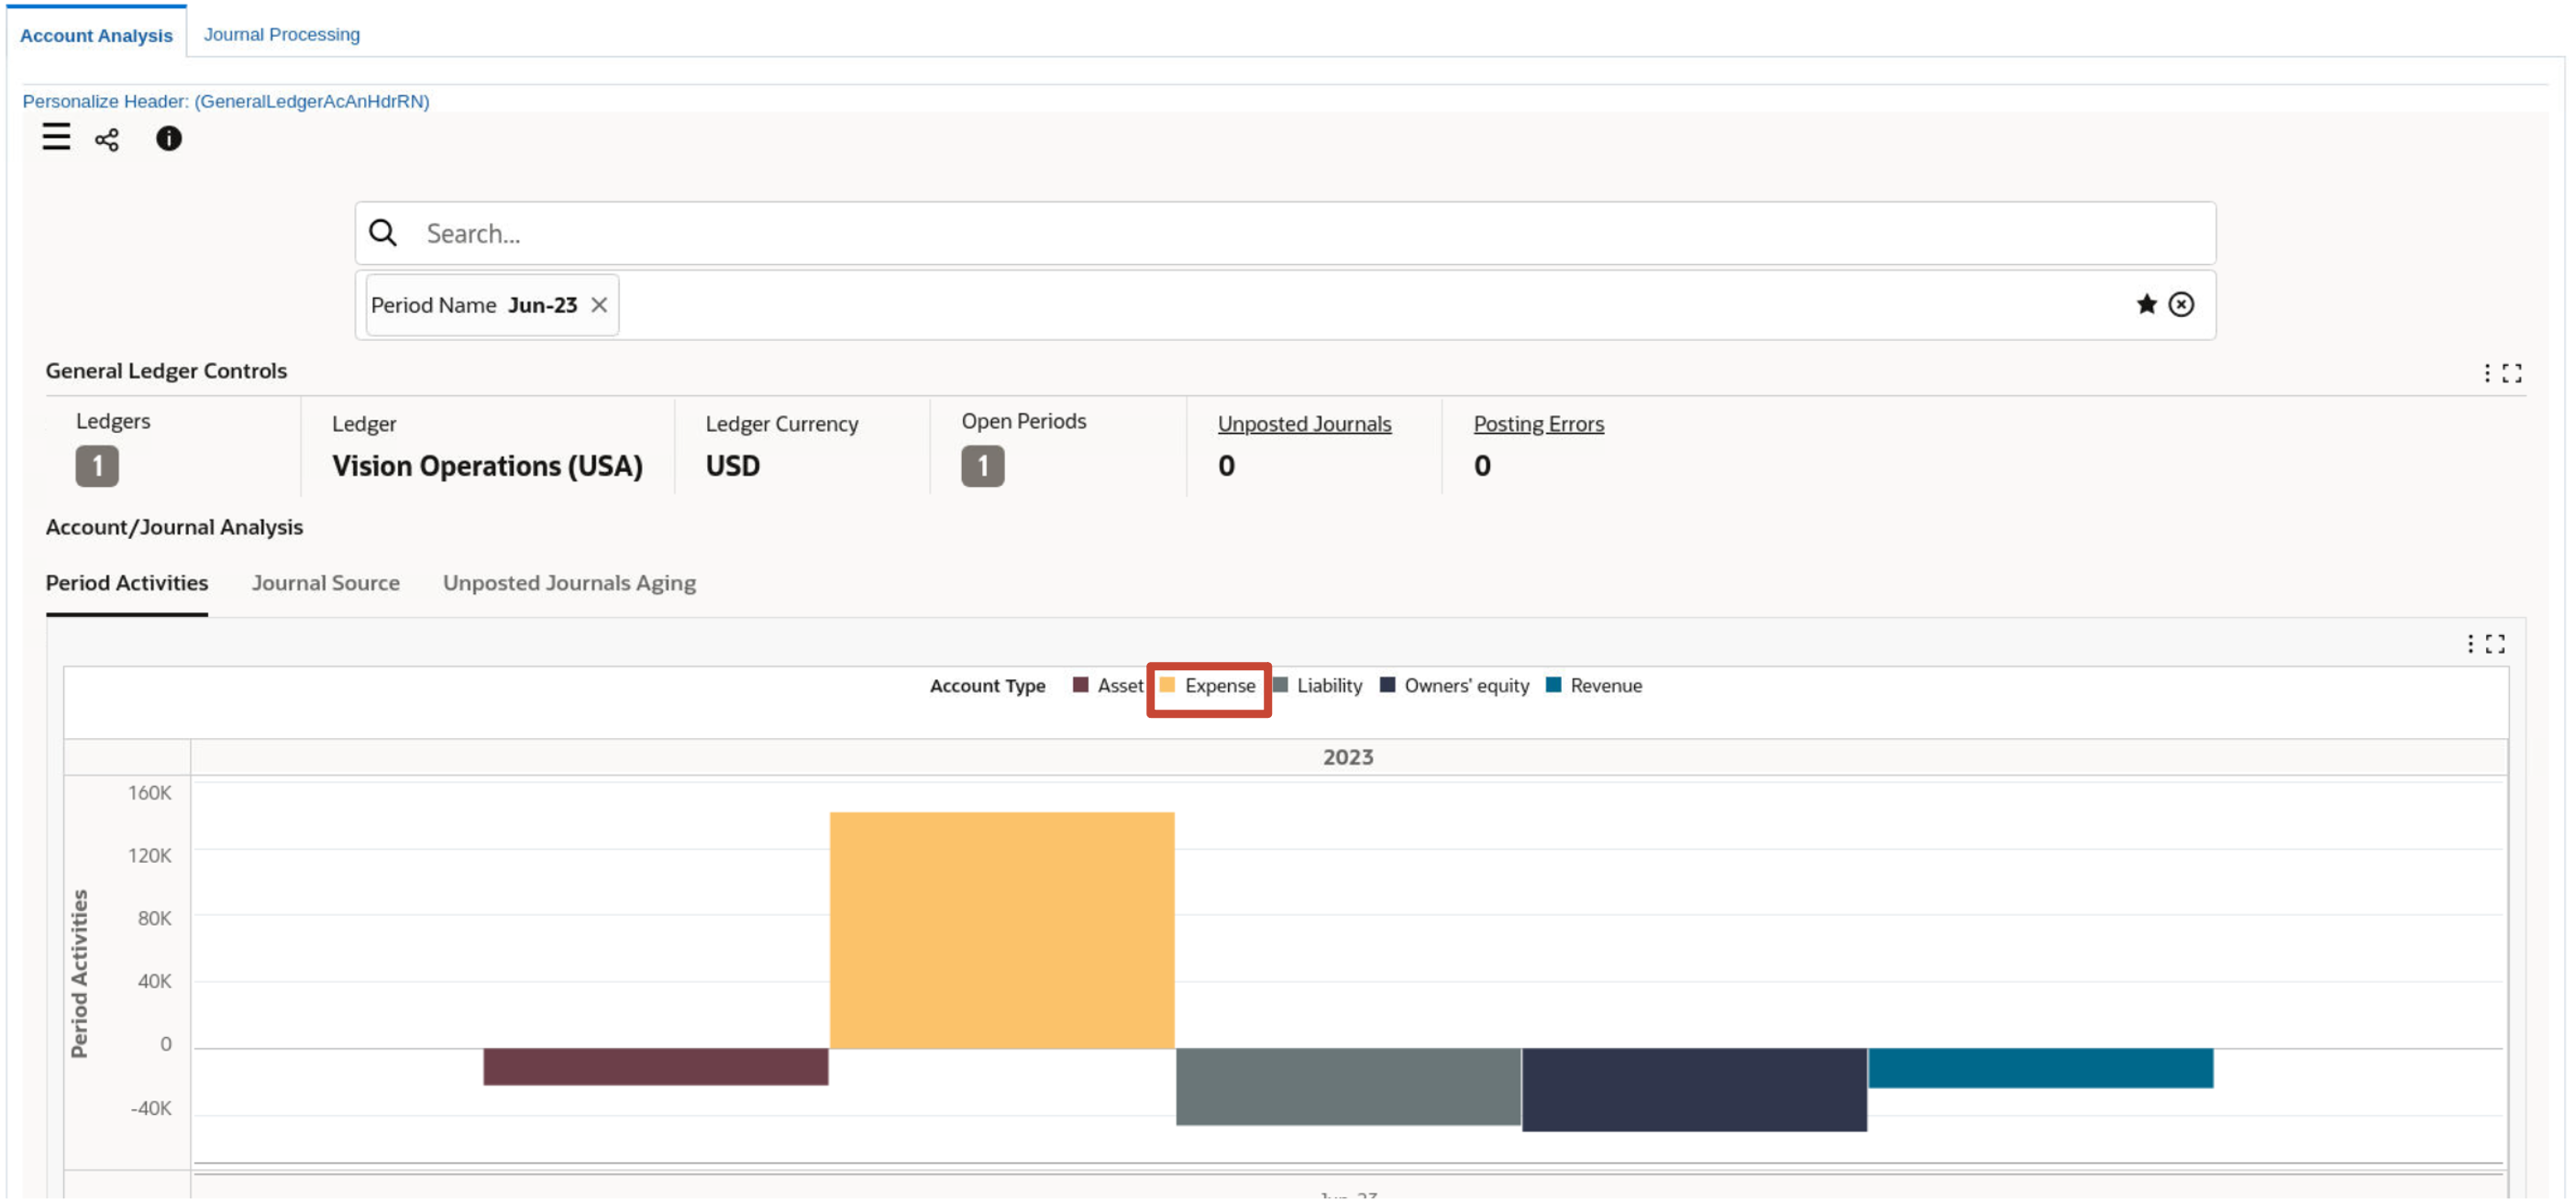 Account Analysis Journal Processing
Personalize Header: (GeneralLedgerAcAnHdrRN)
Search...
Period Name Jun-23
General Ledger Controls
Ledgers Ledger Ledger Currency Open Periods Unposted Journals Posting Errors
1 Vision Operations (USA) USD 1 0 0
Account/Journal Analysis
Period Activities Journal Source Unposted Journals Aging
Account Type Asset Expense Liability Owners' equity Revenue
2023
160K
120K
80K
40K
0
-40K
Period Activities